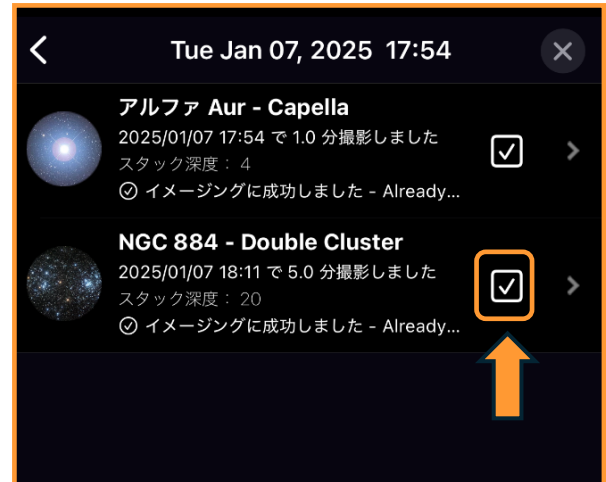 Tue Jan 07, 2025 17:54
アルファ Aur - Capella
2025/01/07 17:54 で 1.0 分撮影しました
スタック深度： 4
イメージングに成功しました - Already...
NGC 884 - Double Cluster
2025/01/07 18:11 で 5.0 分撮影しました
スタック深度： 20
イメージングに成功しました - Already...